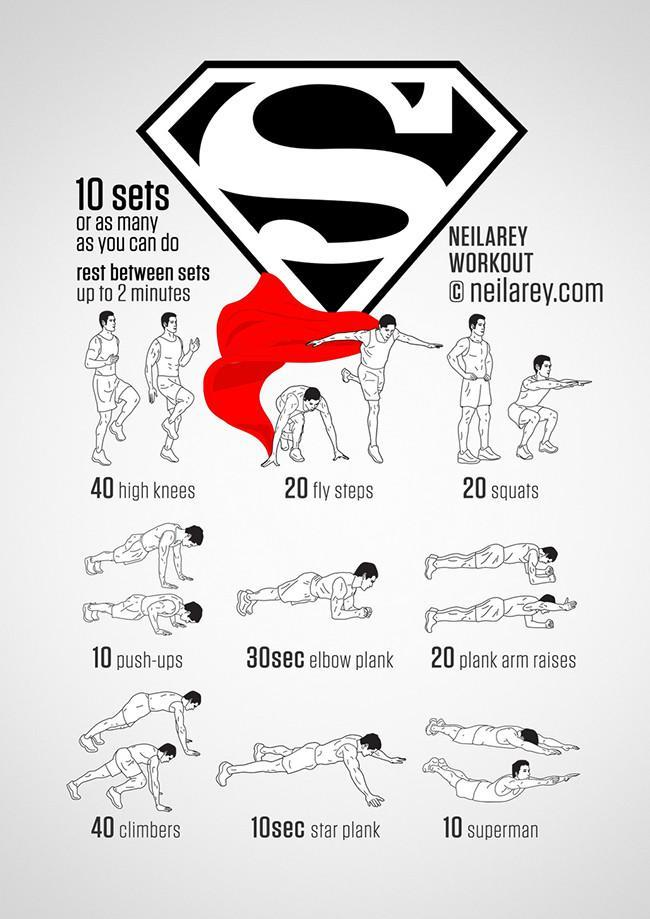 10 sets
or as many
as you can do
rest between sets
up to 2 minutes
NEILAREY
WORKOUT
© neilarey.com
40 high knees
20 fly steps
20 squats
10 push-ups
30sec elbow plank
20 plank arm raises
40 climbers
10sec star plank
10 superman